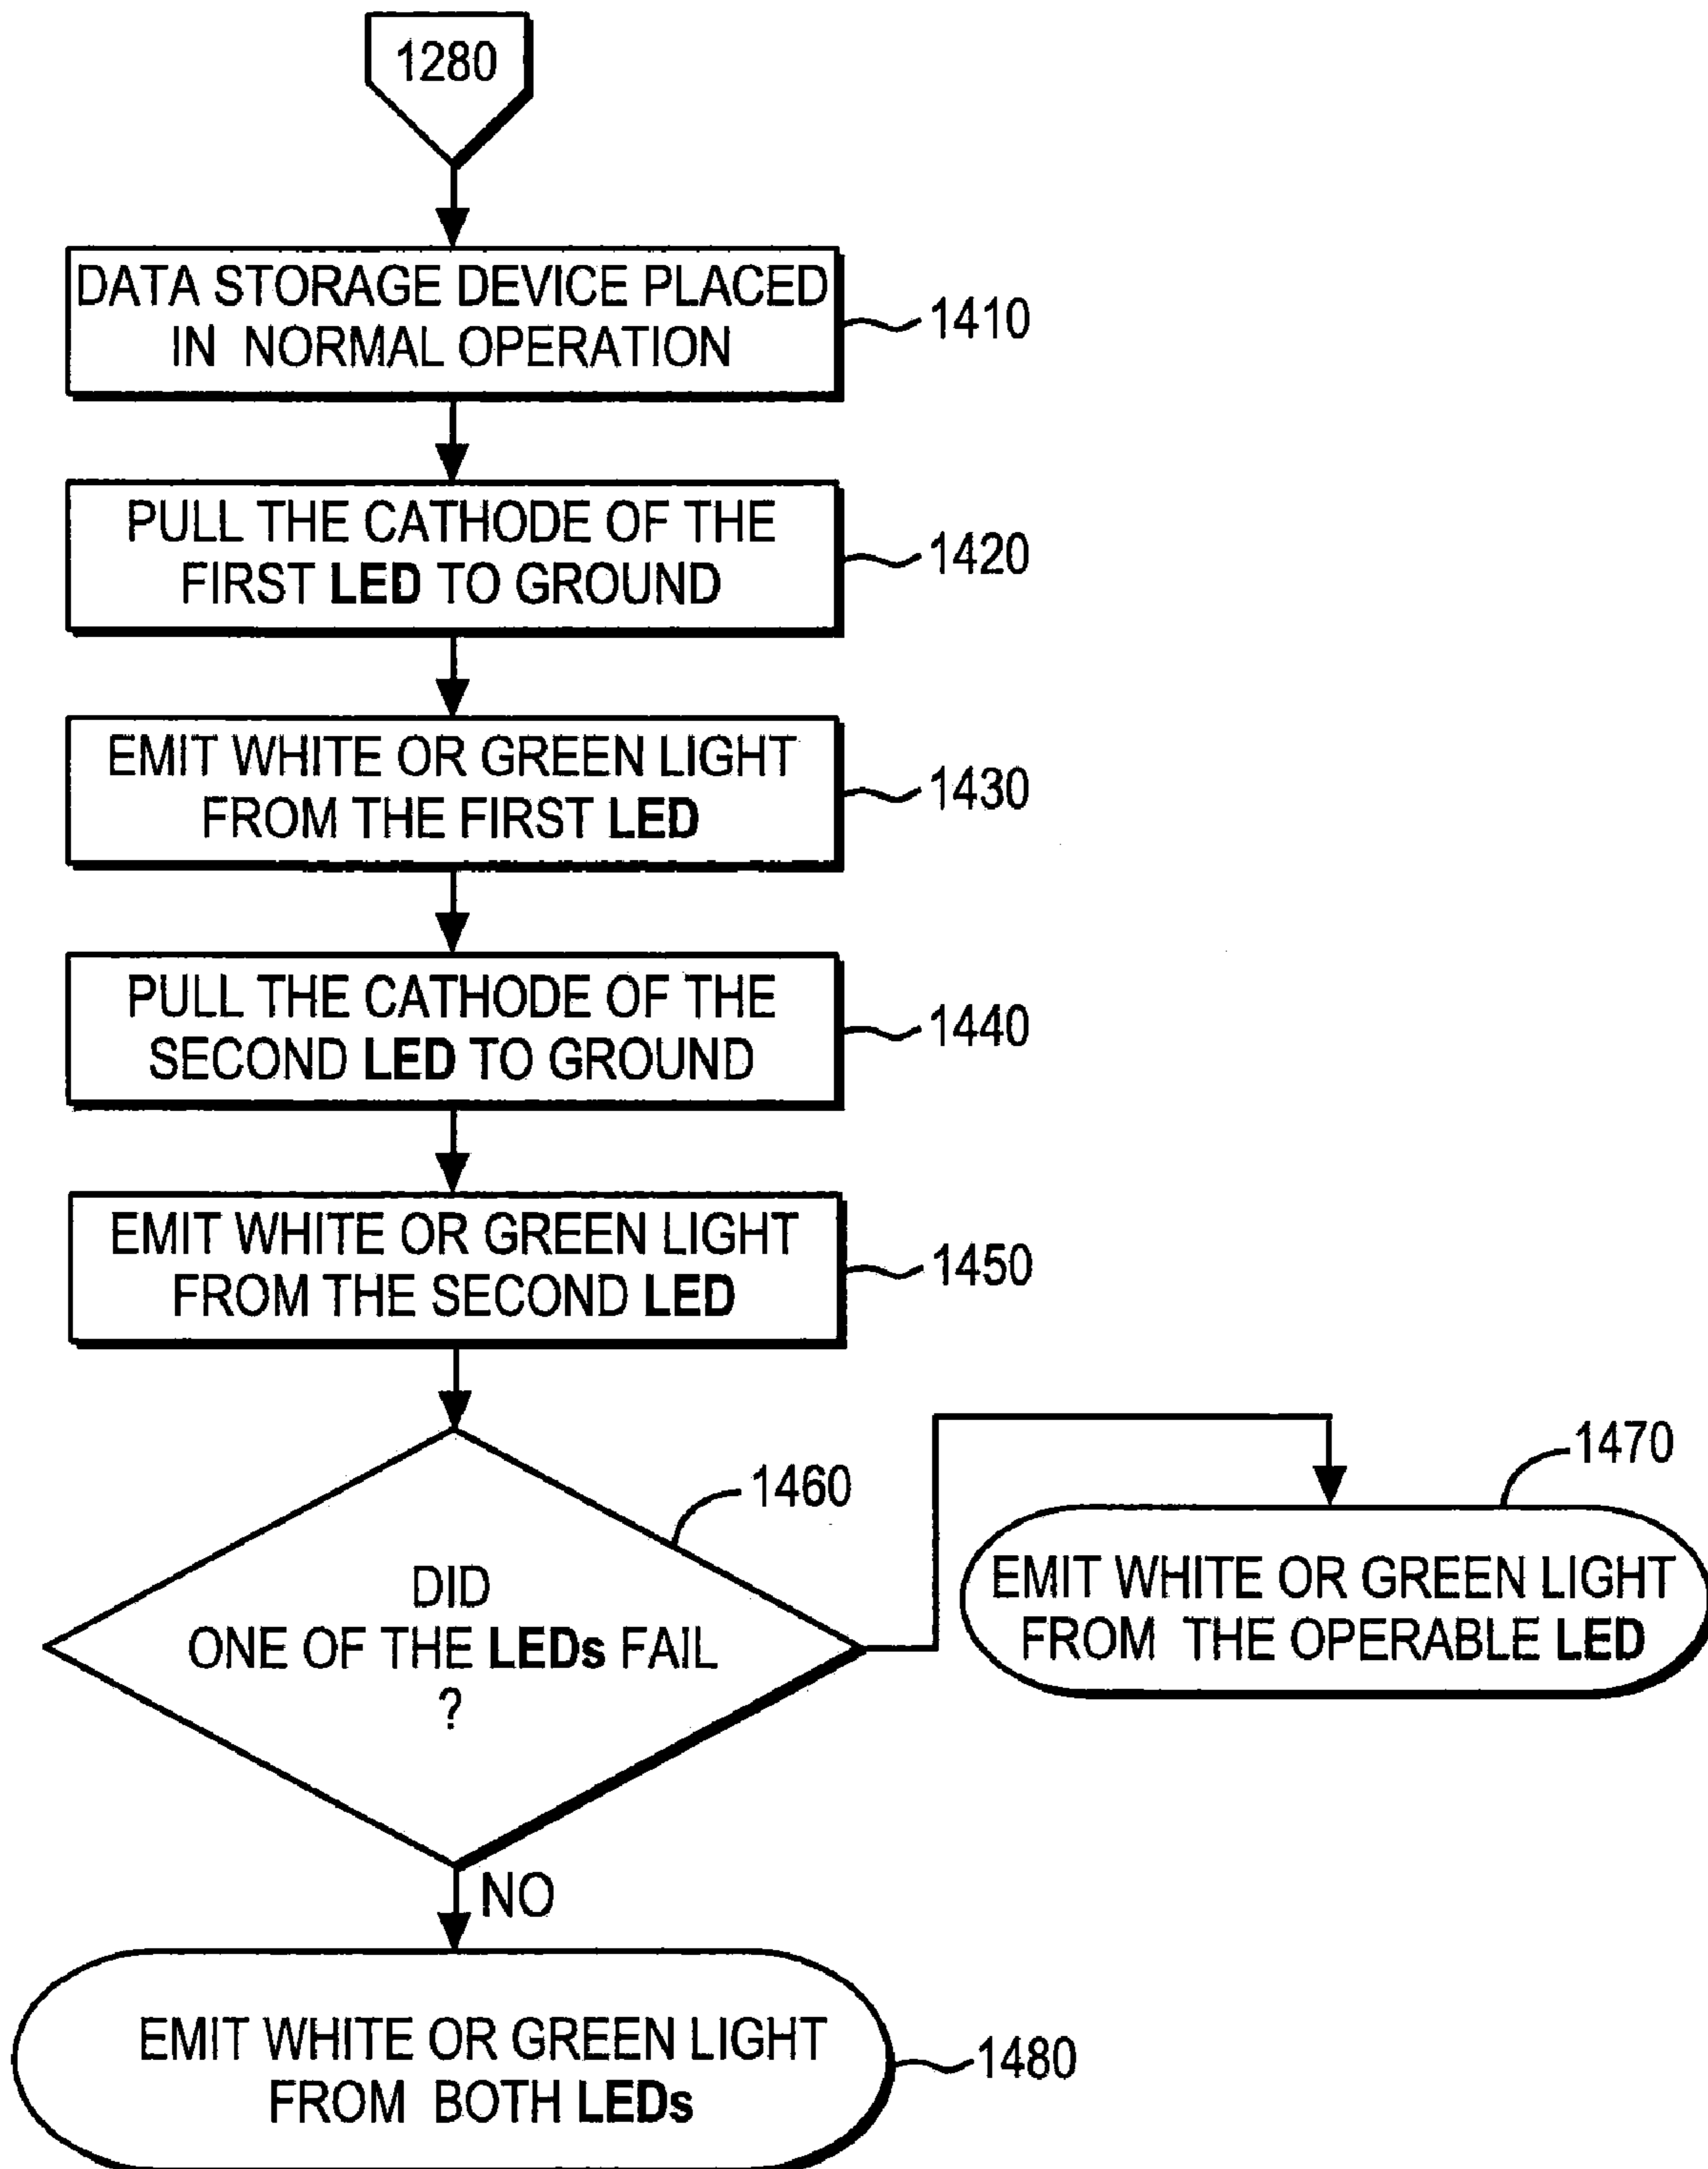 1280
DATA STORAGE DEVICE PLACED
IN NORMAL OPERATION
1410
PULL THE CATHODE OF THE
FIRST LED TO GROUND
1420
EMIT WHITE OR GREEN LIGHT
FROM THE FIRST LED
1430
PULL THE CATHODE OF THE
SECOND LED TO GROUND
1440
EMIT WHITE OR GREEN LIGHT
FROM THE SECOND LED
1450
1460
DID
ONE OF THE LEDs FAIL
?
1470
EMIT WHITE OR GREEN LIGHT
FROM THE OPERABLE LED
NO
EMIT WHITE OR GREEN LIGHT
FROM BOTH LEDs
1480